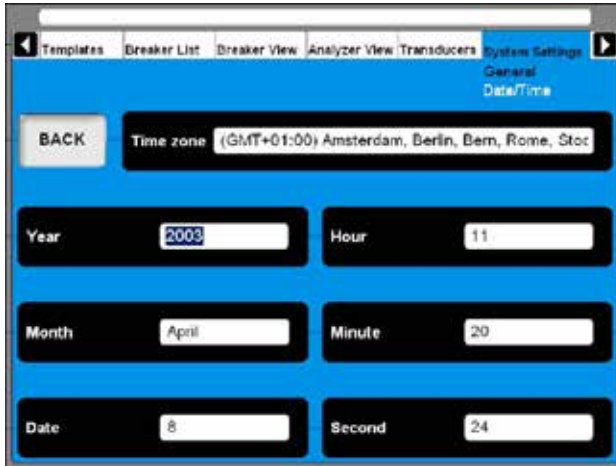 Templates Breaker List Breaker View Analyzer View Transducers System Settings
General
Date/Time
BACK Time zone (GMT+01:00) Amsterdam, Berlin, Bern, Rome, Stoc
Year 2003 Hour 11
Month April Minute 20
Date 8 Second 24